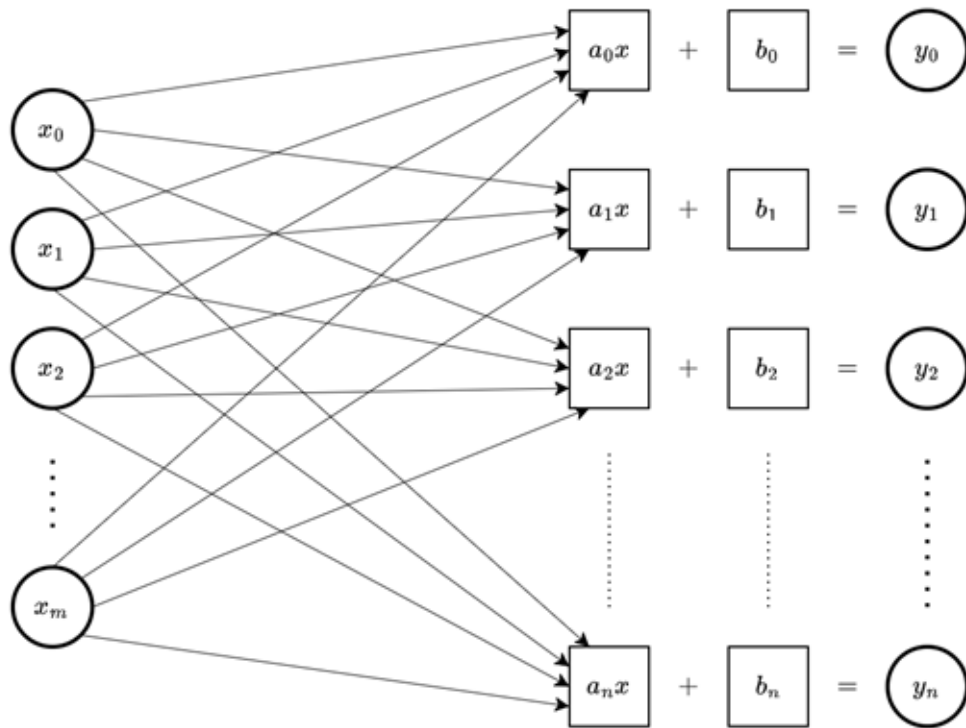 a₀x + b₀ = y₀
x₀
a₁x + b₁ = y₁
x₁
x₂
a₂x + b₂ = y₂
xₘ
aₙx + bₙ = yₙ